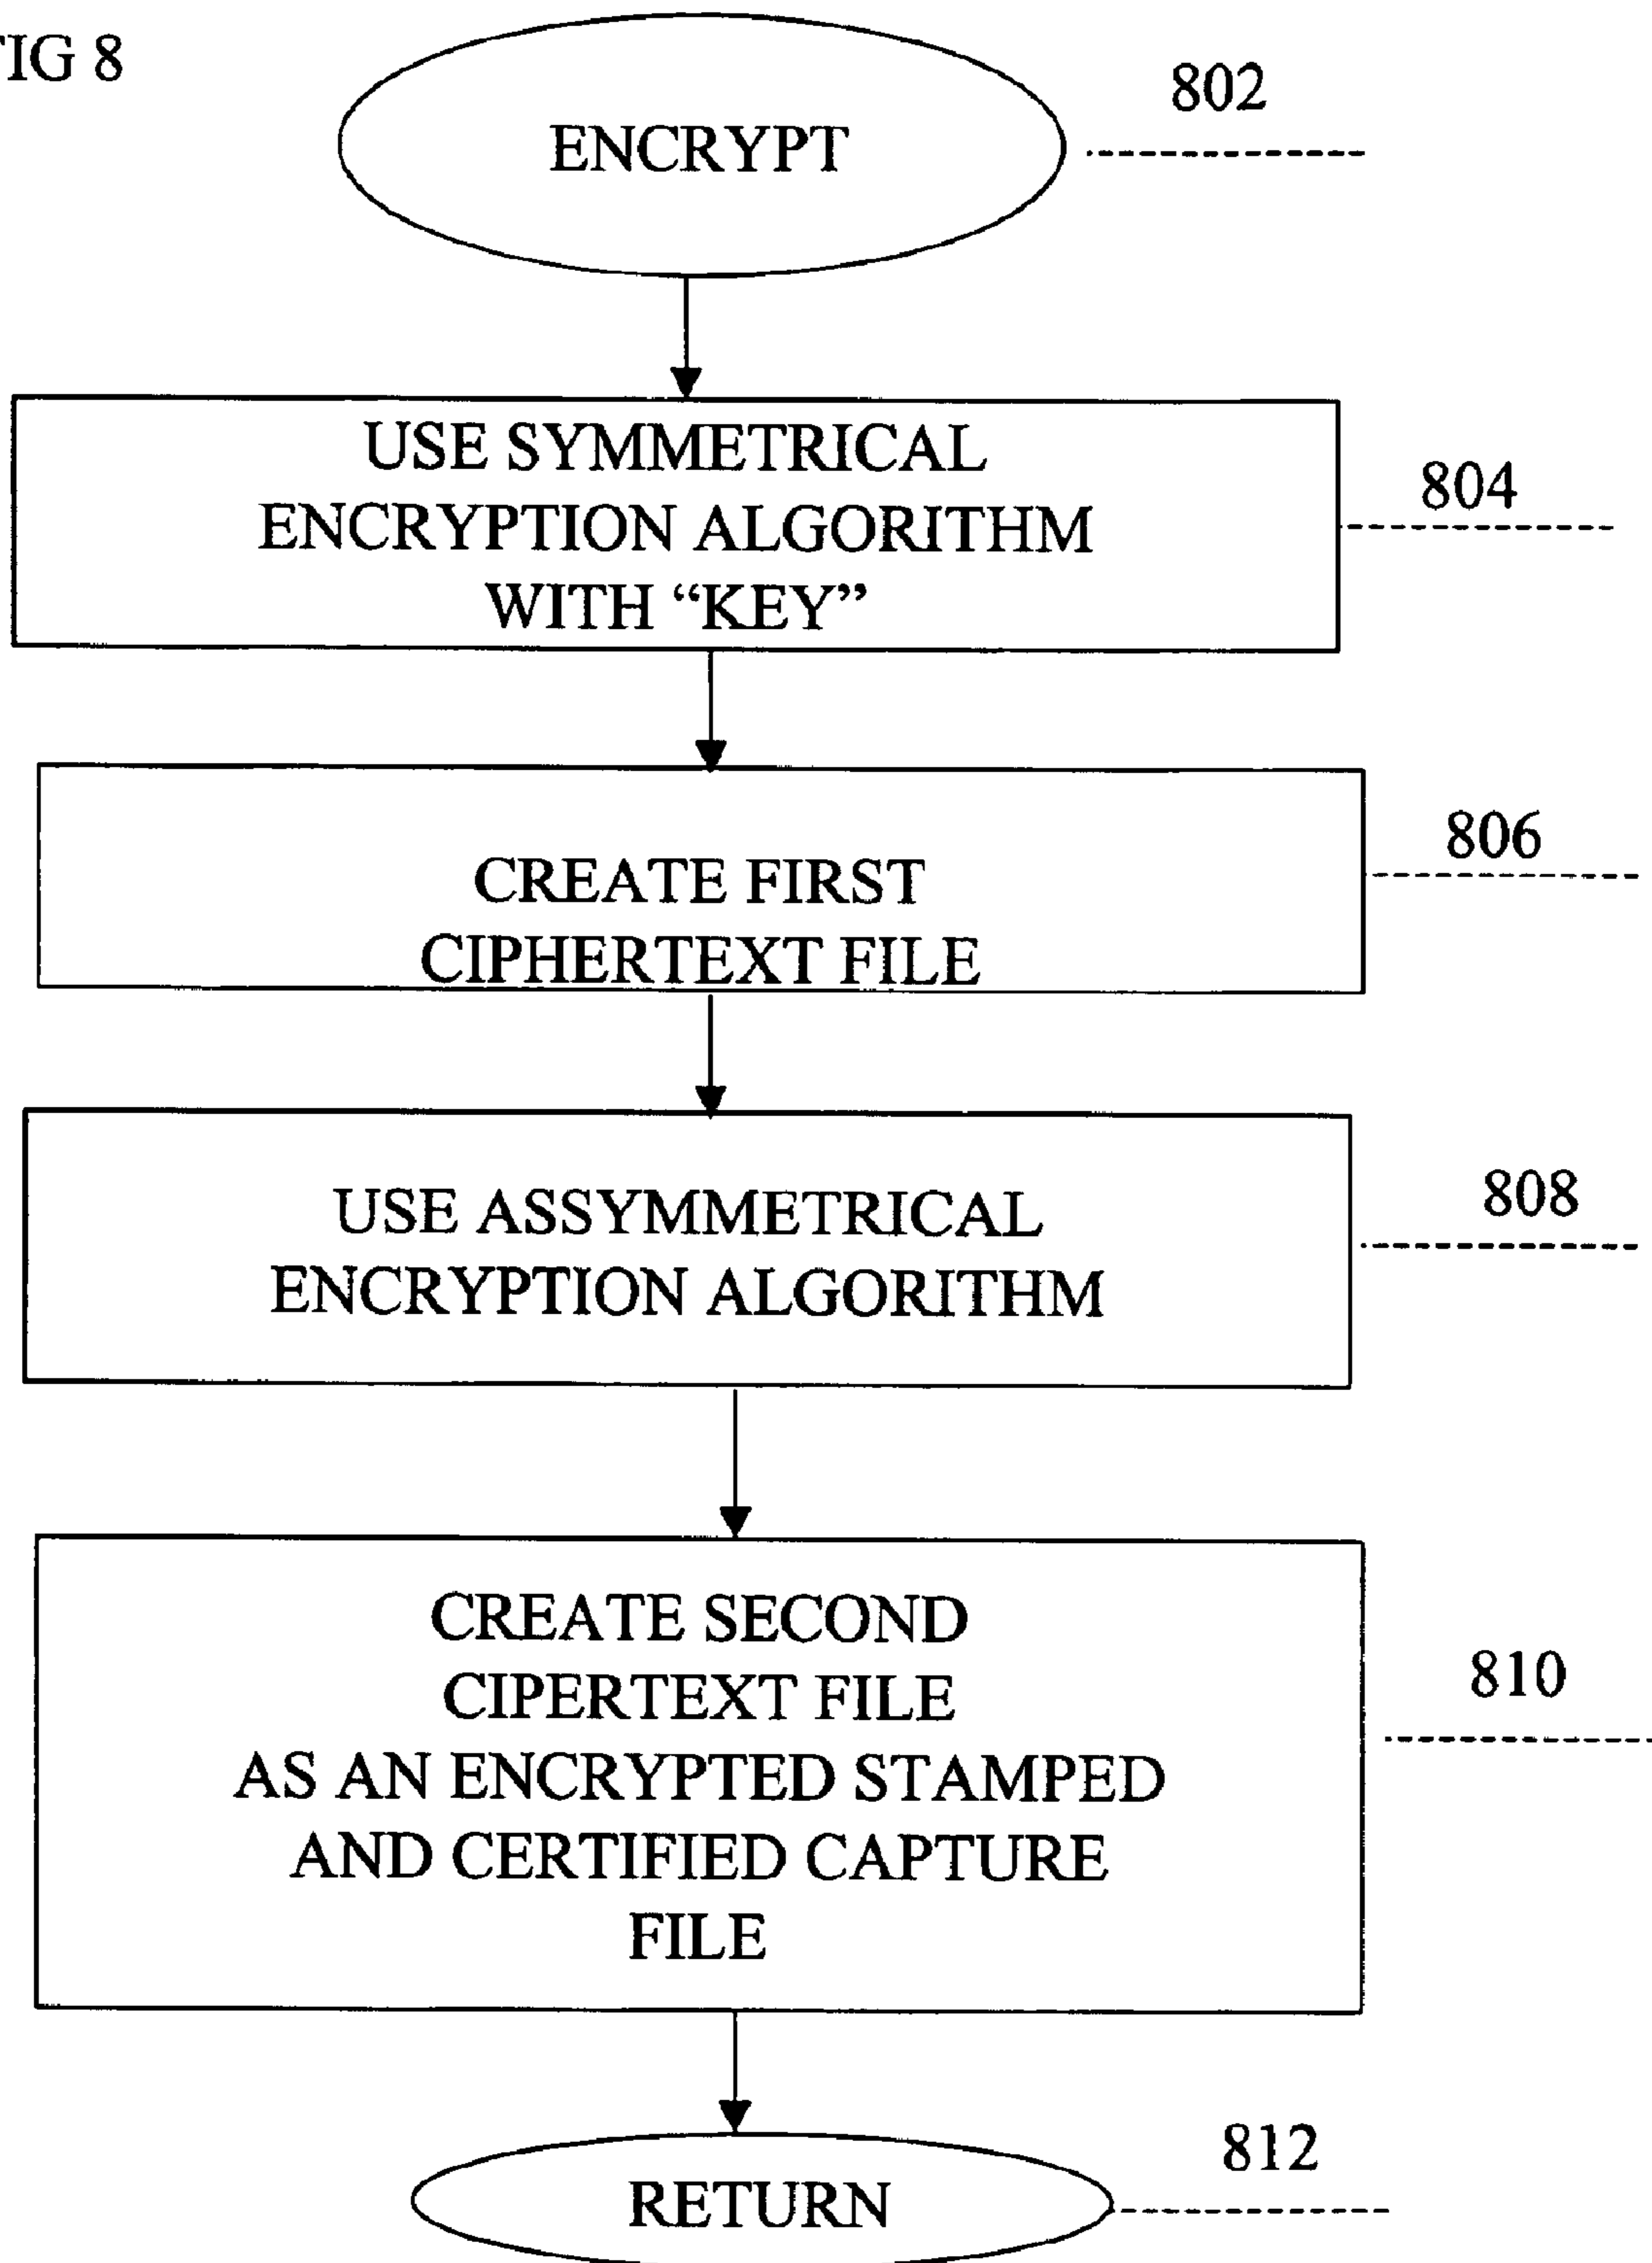 FIG 8
802
ENCRYPT
USE SYMMETRICAL
ENCRYPTION ALGORITHM
WITH “KEY”
804
CREATE FIRST
CIPHERTEXT FILE
806
USE ASSYMMETRICAL
ENCRYPTION ALGORITHM
808
CREATE SECOND
CIPERTEXT FILE
AS AN ENCRYPTED STAMPED
AND CERTIFIED CAPTURE
FILE
810
RETURN
812